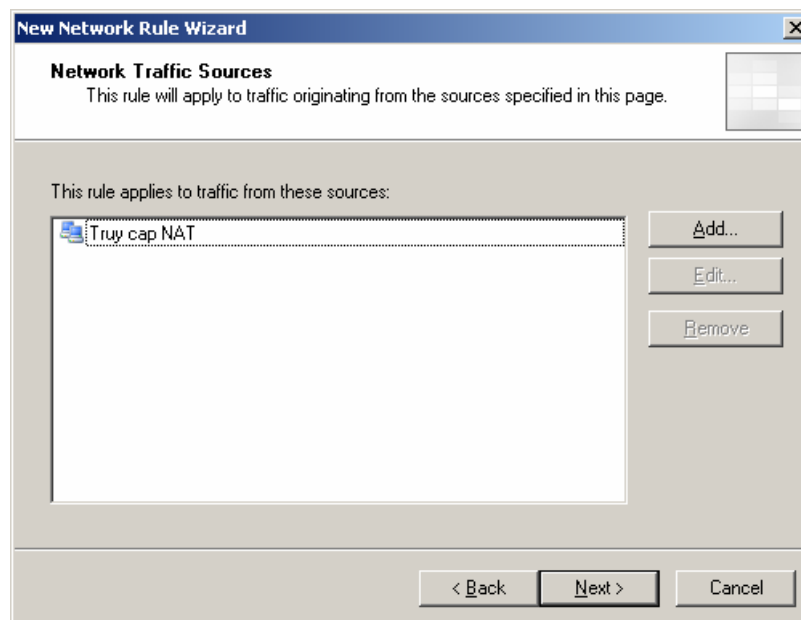 New Network Rule Wizard
Network Traffic Sources
This rule will apply to traffic originating from the sources specified in this page.
This rule applies to traffic from these sources:
Truy cap NAT
Add...
Edit...
Remove
< Back
Next >
Cancel